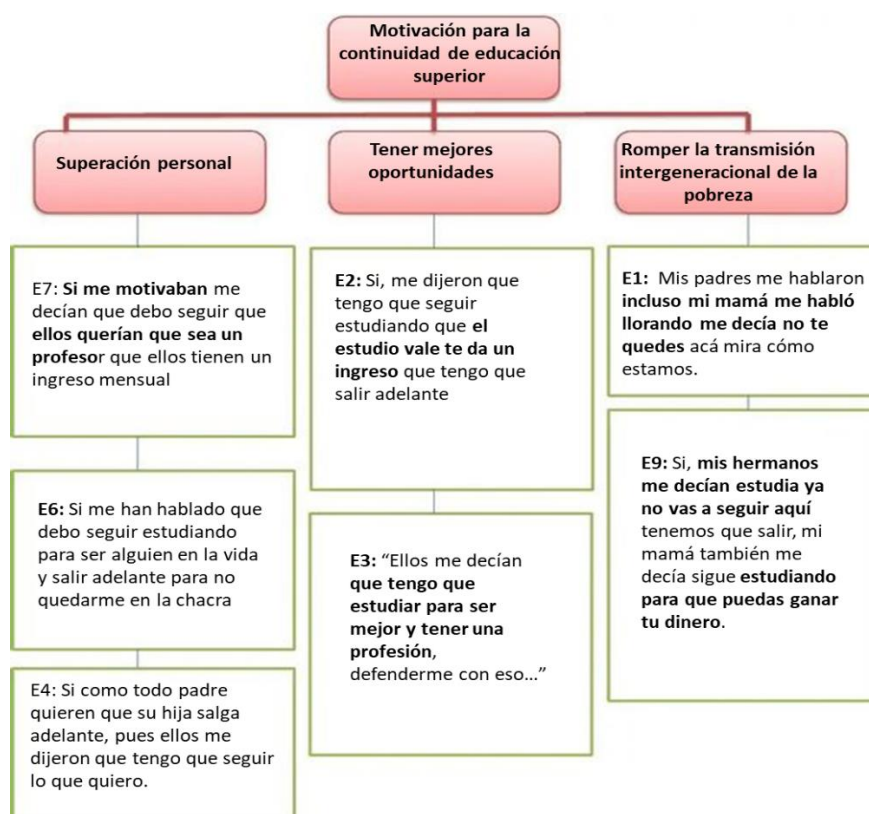 Motivación para la
continuidad de educación
superior
Superación personal
Tener mejores
oportunidades
Romper la transmisión
intergeneracional de la
pobreza
E7: Si me motivaban me
decían que debo seguir que
ellos querían que sea un
profesor que ellos tienen un
ingreso mensual
E6: Si me han hablado que
debo seguir estudiando
para ser alguien en la vida
y salir adelante para no
quedarme en la chacra
E4: Si como todo padre
quieren que su hija salga
adelante, pues ellos me
dijeron que tengo que seguir
lo que quiero.
E2: Si, me dijeron que
tengo que seguir
estudiando que el
estudio vale te da un
ingreso que tengo que
salir adelante
E3: “Ellos me decían
que tengo que
estudiar para ser
mejor y tener una
profesión,
defenderme con eso...”
E1: Mis padres me hablaron
incluso mi mamá me habló
llorando me decía no te
quedes acá mira cómo
estamos.
E9: Si, mis hermanos
me decían estudia ya
no vas a seguir aquí
tenemos que salir, mi
mamá también me
decía sigue estudiando
para que puedas ganar
tu dinero.